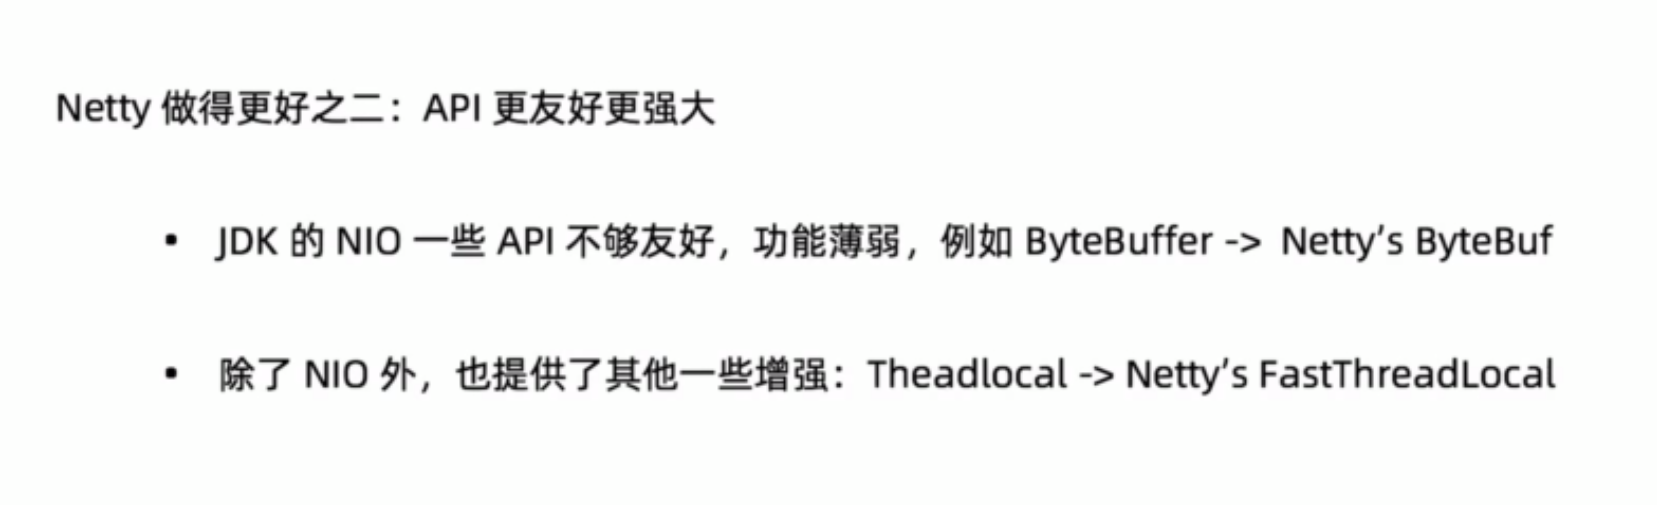 Netty 做得更好之二：API 更友好更强大
• JDK 的 NIO 一些 API 不够友好，功能薄弱，例如 ByteBuffer -> Netty’s ByteBuf
• 除了 NIO 外，也提供了其他一些增强：Theadlocal -> Netty’s FastThreadLocal